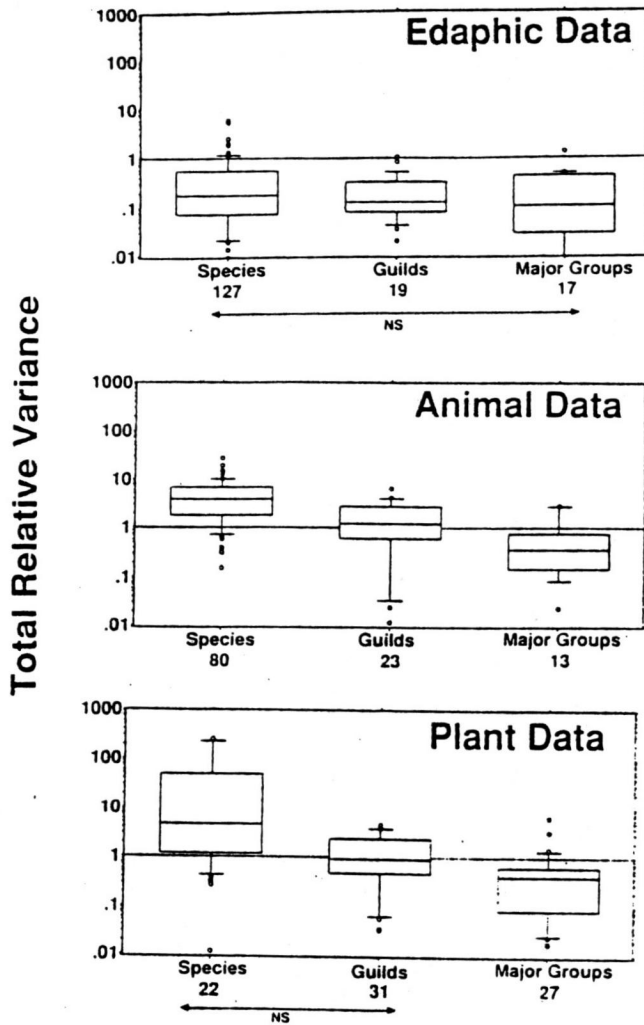 Total Relative Variance
Edaphic Data
1000
100
10
1
.1
.01
Species Guilds Major Groups
127 19 17
NS
Animal Data
1000
100
10
1
.1
.01
Species Guilds Major Groups
80 23 13
Plant Data
1000
100
10
1
.1
.01
Species Guilds Major Groups
22 31 27
NS